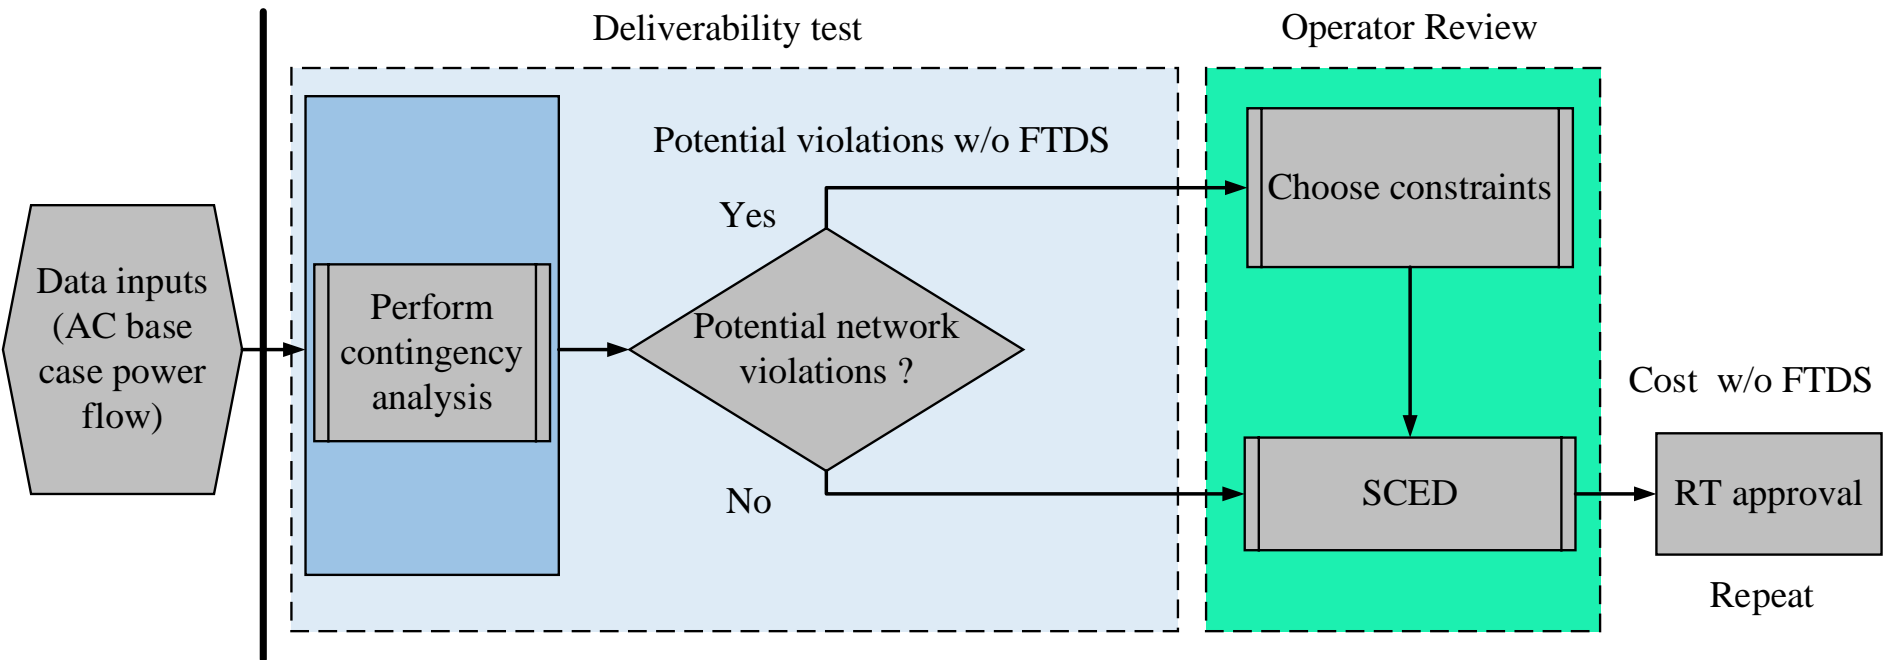 Deliverability test
Operator Review
Potential violations w/o FTDS
Yes
Choose constraints
Data inputs
(AC base
case power
flow)
Perform
contingency
analysis
Potential network
violations ?
No
SCED
Cost w/o FTDS
RT approval
Repeat